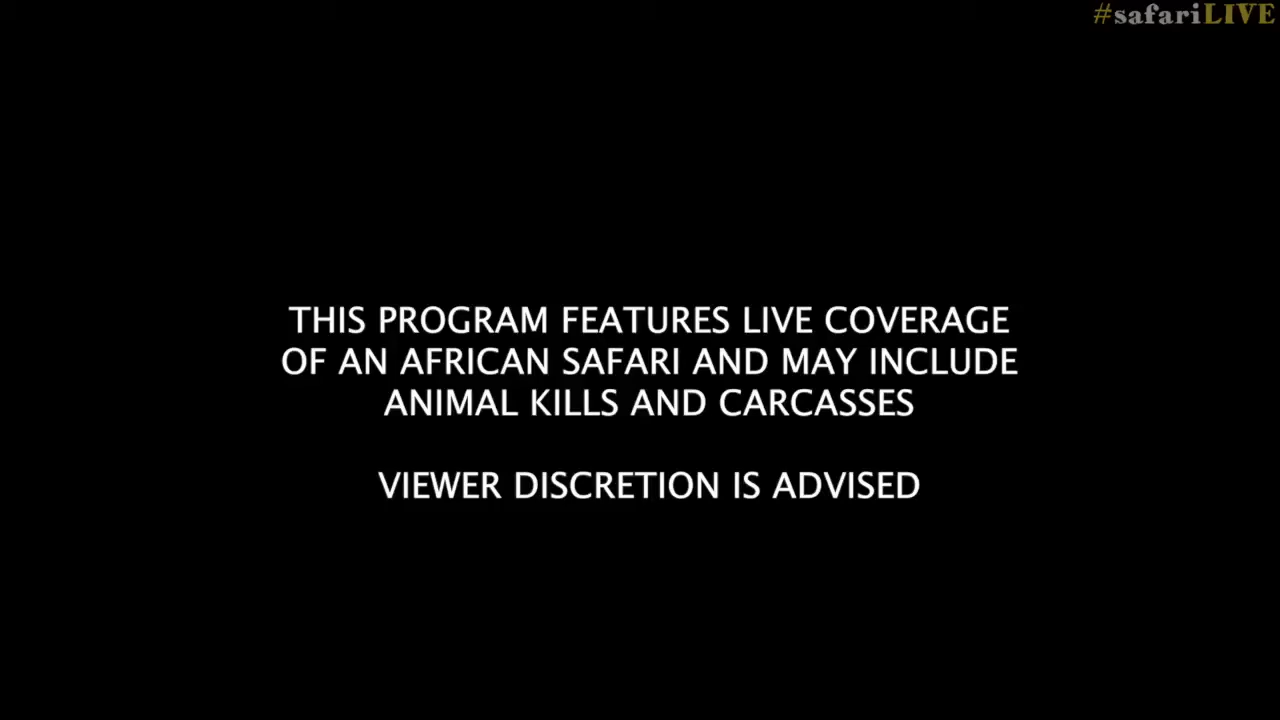 #safariLIVE
THIS PROGRAM FEATURES LIVE COVERAGE
OF AN AFRICAN SAFARI AND MAY INCLUDE
ANIMAL KILLS AND CARCASSES
VIEWER DISCRETION IS ADVISED